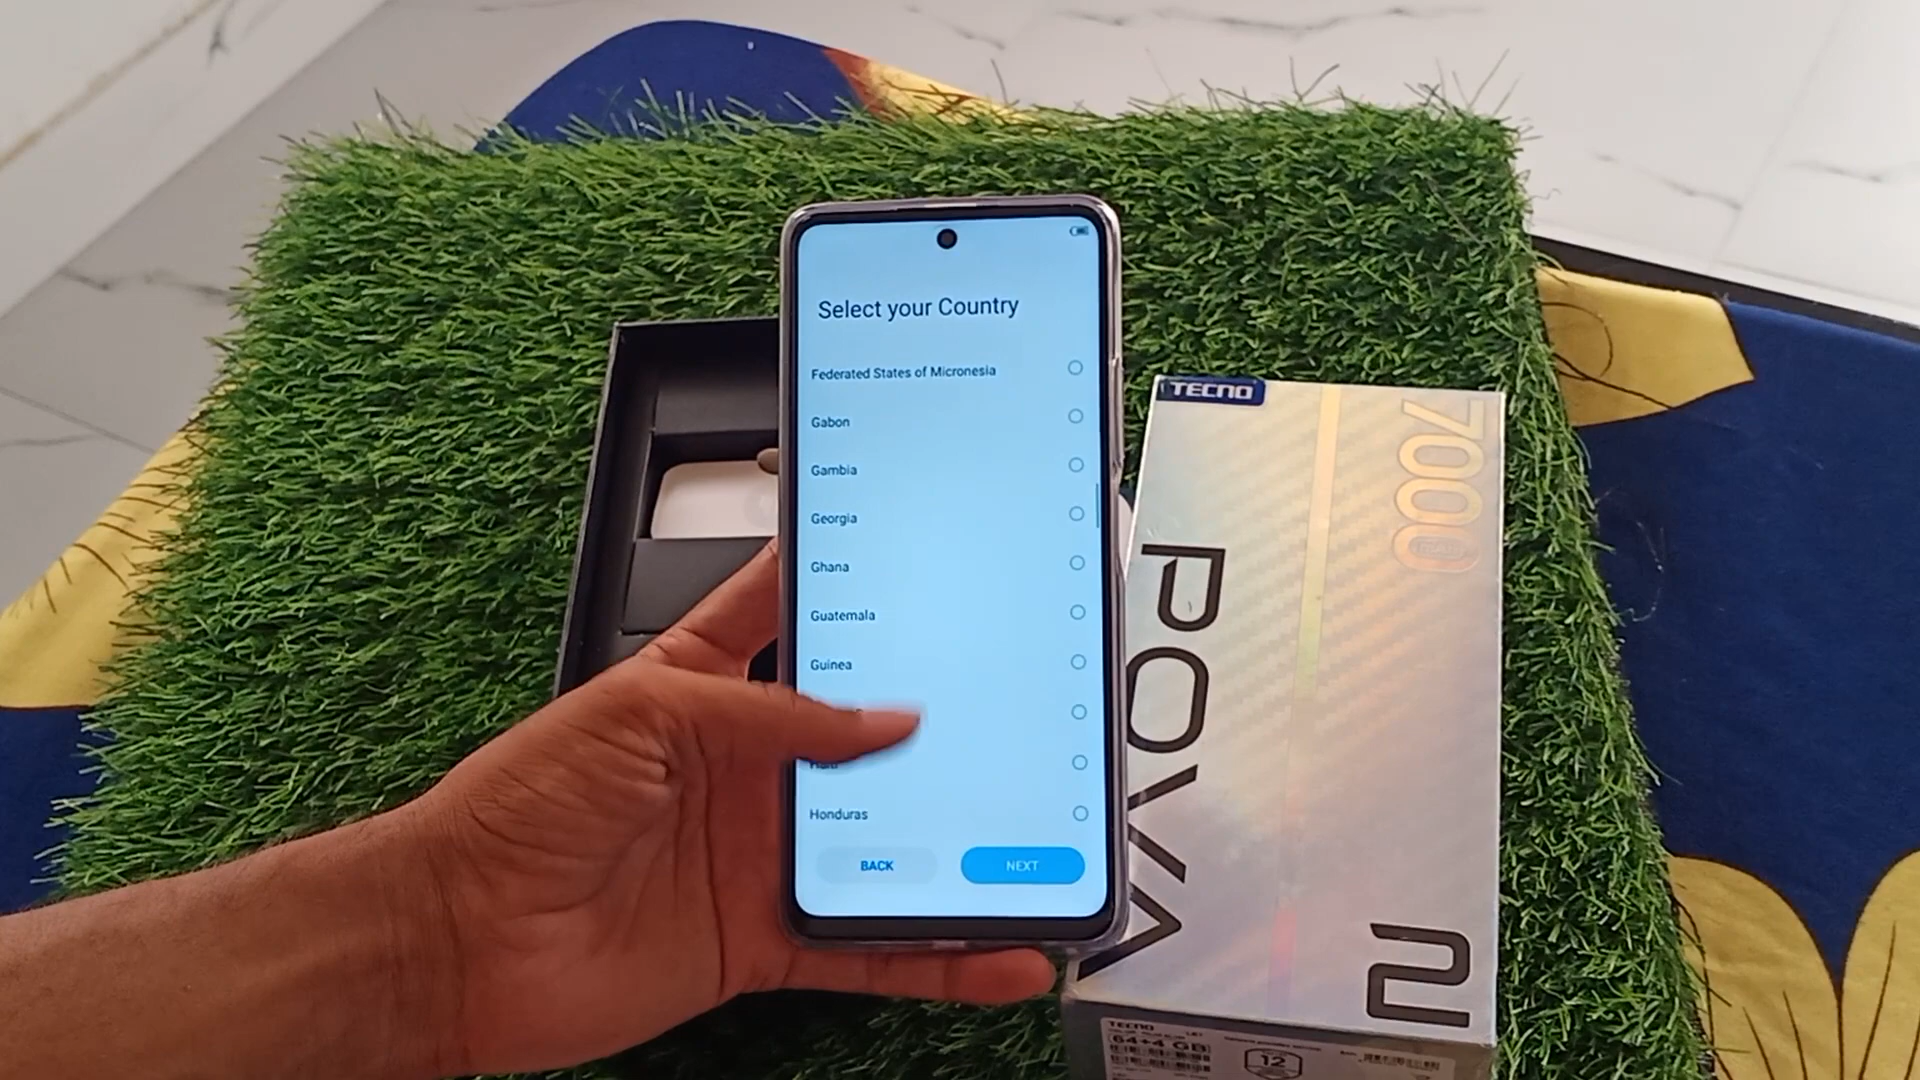 Select your Country
Federated States of Micronesia
Gabon
Gambia
Georgia
Ghana
Guatemala
Guinea
Honduras
BACK
NEXT
TECNO
7000
POVA
2
TECNO
64+4 GB
12